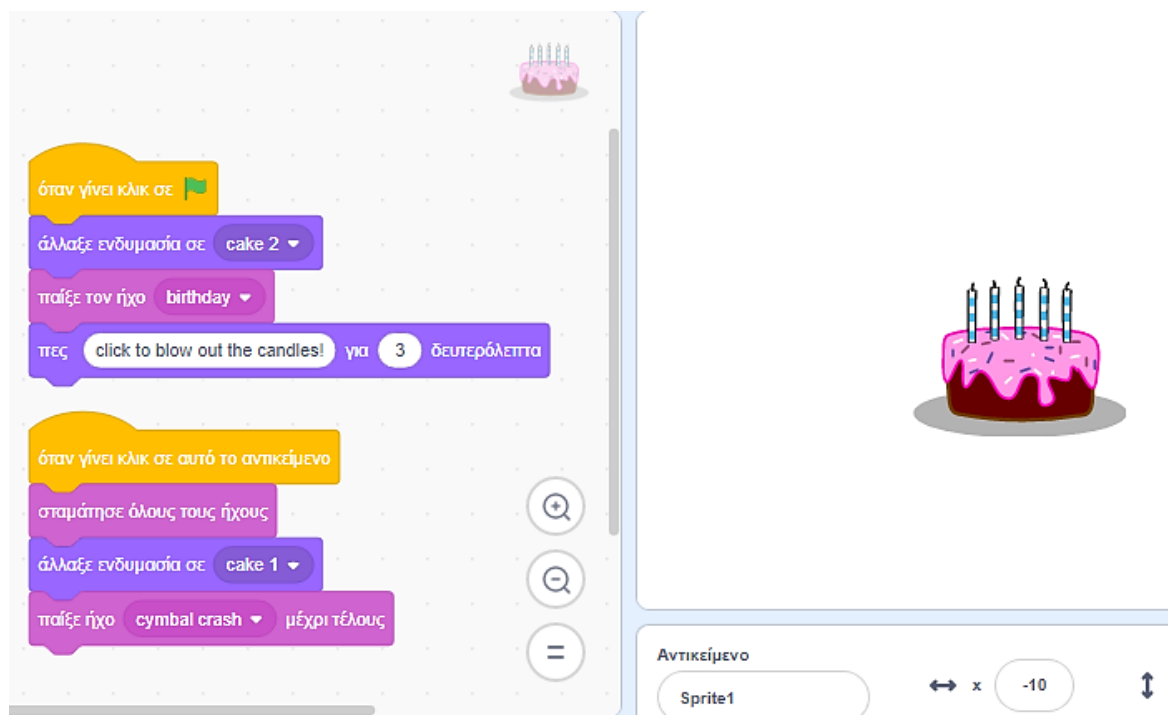 όταν γίνει κλικ σε
άλλαξε ενδυμασία σε cake 2
παίξε τον ήχο birthday
πες click to blow out the candles! για 3 δευτερόλεπτα
όταν γίνει κλικ σε αυτό το αντικείμενο
σταμάτησε όλους τους ήχους
άλλαξε ενδυμασία σε cake 1
παίξε ήχο cymbal crash μέχρι τέλους
Αντικείμενο
Sprite1 x -10